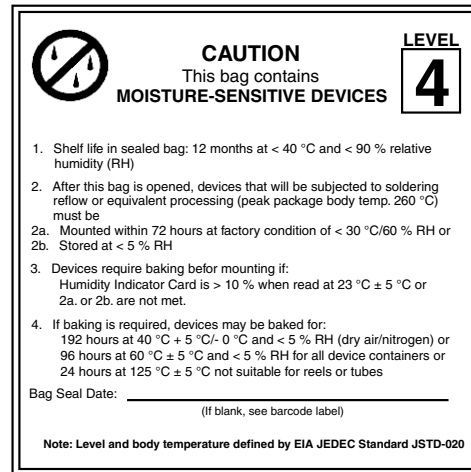 LEVEL
4
CAUTION
This bag contains
MOISTURE-SENSITIVE DEVICES
1. Shelf life in sealed bag: 12 months at < 40 °C and < 90 % relative
humidity (RH)
2. After this bag is opened, devices that will be subjected to soldering
reflow or equivalent processing (peak package body temp. 260 °C)
must be
2a. Mounted within 72 hours at factory condition of < 30 °C/60 % RH or
2b. Stored at < 5 % RH
3. Devices require baking befor mounting if:
Humidity Indicator Card is > 10 % when read at 23 °C ± 5 °C or
2a. or 2b. are not met.
4. If baking is required, devices may be baked for:
192 hours at 40 °C + 5 °C/- 0 °C and < 5 % RH (dry air/nitrogen) or
96 hours at 60 °C ± 5 °C and < 5 % RH for all device containers or
24 hours at 125 °C ± 5 °C not suitable for reels or tubes
Bag Seal Date:
(If blank, see barcode label)
Note: Level and body temperature defined by EIA JEDEC Standard JSTD-020